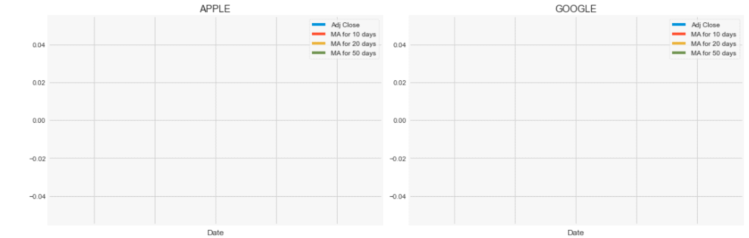 APPLE
Adj Close
MA for 10 days
MA for 20 days
MA for 50 days
0.04
0.02
0.00
−0.02
−0.04
Date
GOOGLE
Adj Close
MA for 10 days
MA for 20 days
MA for 50 days
0.04
0.02
0.00
−0.02
−0.04
Date